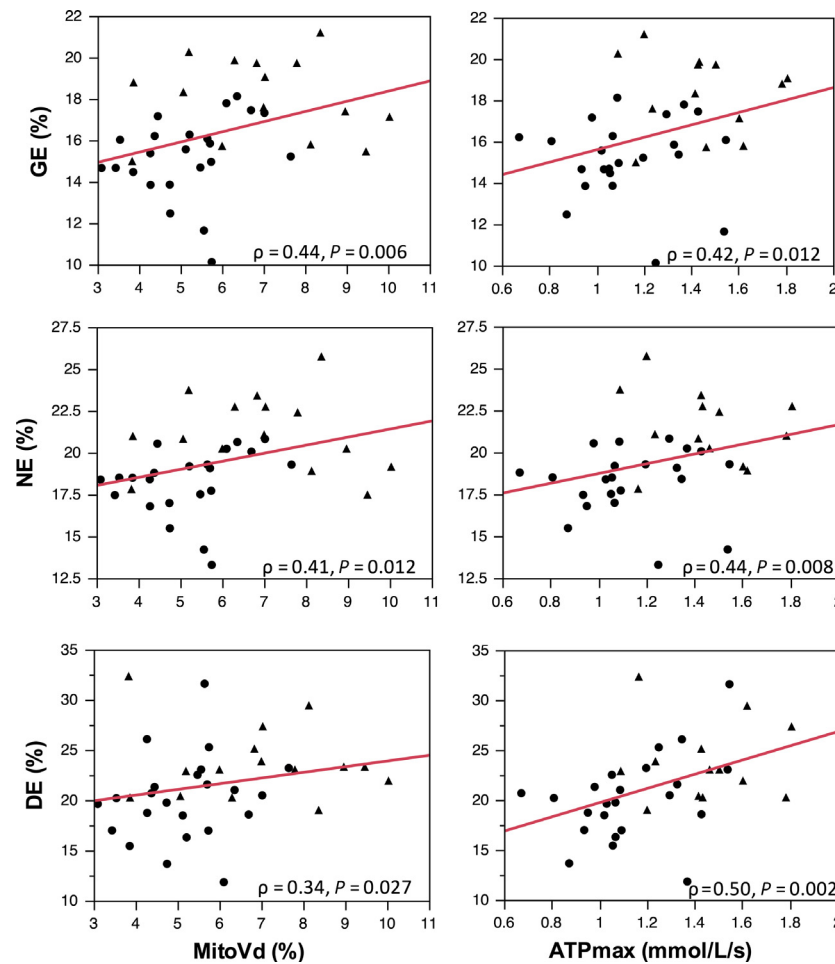 22
20
18
16
14
12
10
GE (%)
3 4 5 6 7 8 9 10 11
ρ = 0.44, P = 0.006
22
20
18
16
14
12
10
0.6 0.8 1 1.2 1.4 1.6 1.8 2
ρ = 0.42, P = 0.012
27.5
25
22.5
20
17.5
15
12.5
NE (%)
3 4 5 6 7 8 9 10 11
ρ = 0.41, P = 0.012
27.5
25
22.5
20
17.5
15
12.5
0.6 0.8 1 1.2 1.4 1.6 1.8 2
ρ = 0.44, P = 0.008
35
30
25
20
15
10
DE (%)
3 4 5 6 7 8 9 10 11
ρ = 0.34, P = 0.027
MitoVd (%)
35
30
25
20
15
10
0.6 0.8 1 1.2 1.4 1.6 1.8 2
ρ = 0.50, P = 0.002
ATPmax (mmol/L/s)